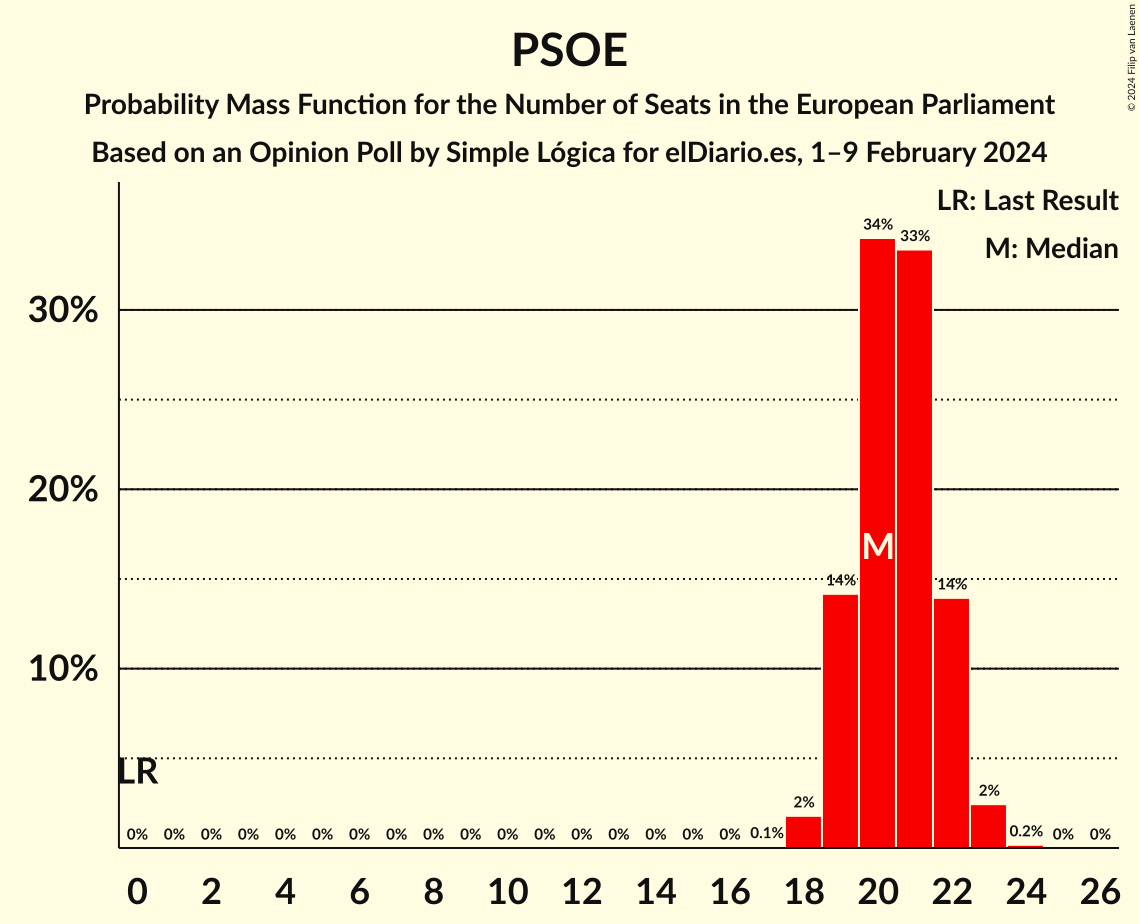 PSOE
Probability Mass Function for the Number of Seats in the European Parliament
Based on an Opinion Poll by Simple Lógica for elDiario.es, 1–9 February 2024
© 2024 Filip van Laenen
LR: Last Result
M: Median
30%
20%
10%
34%
33%
M
14%
14%
LR
0% 0% 0% 0% 0% 0% 0% 0% 0% 0% 0% 0% 0% 0% 0% 0% 0% 0.1% 2% 2% 0.2% 0% 0%
0 2 4 6 8 10 12 14 16 18 20 22 24 26